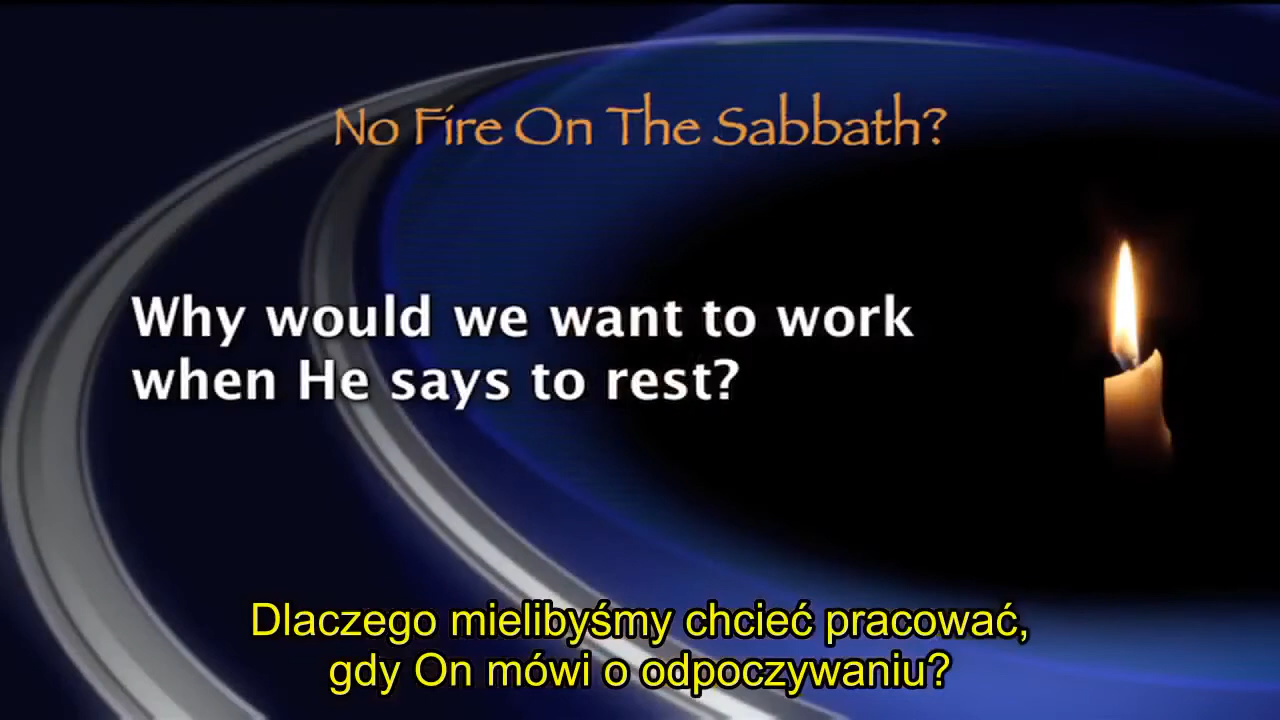 No Fire On The Sabbath?
Why would we want to work
when He says to rest?
Dlaczego mielibyśmy chcieć pracować,
gdy On mówi o odpoczywaniu?